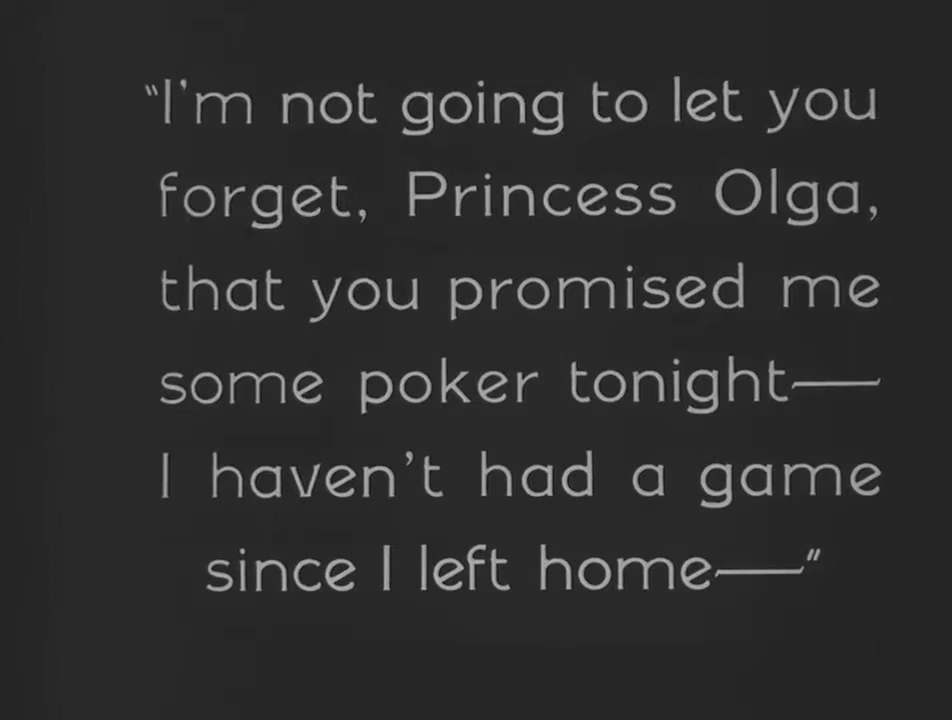 "I'm not going to let you
forget, Princess Olga,
that you promised me
some poker tonight—
I haven't had a game
since I left home—"